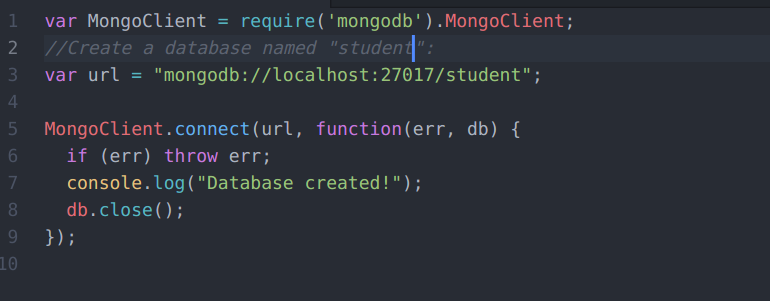 1 var MongoClient = require('mongodb').MongoClient;
2 //Create a database named "student":
3 var url = "mongodb://localhost:27017/student";
4
5 MongoClient.connect(url, function(err, db) {
6   if (err) throw err;
7   console.log("Database created!");
8   db.close();
9 });
10